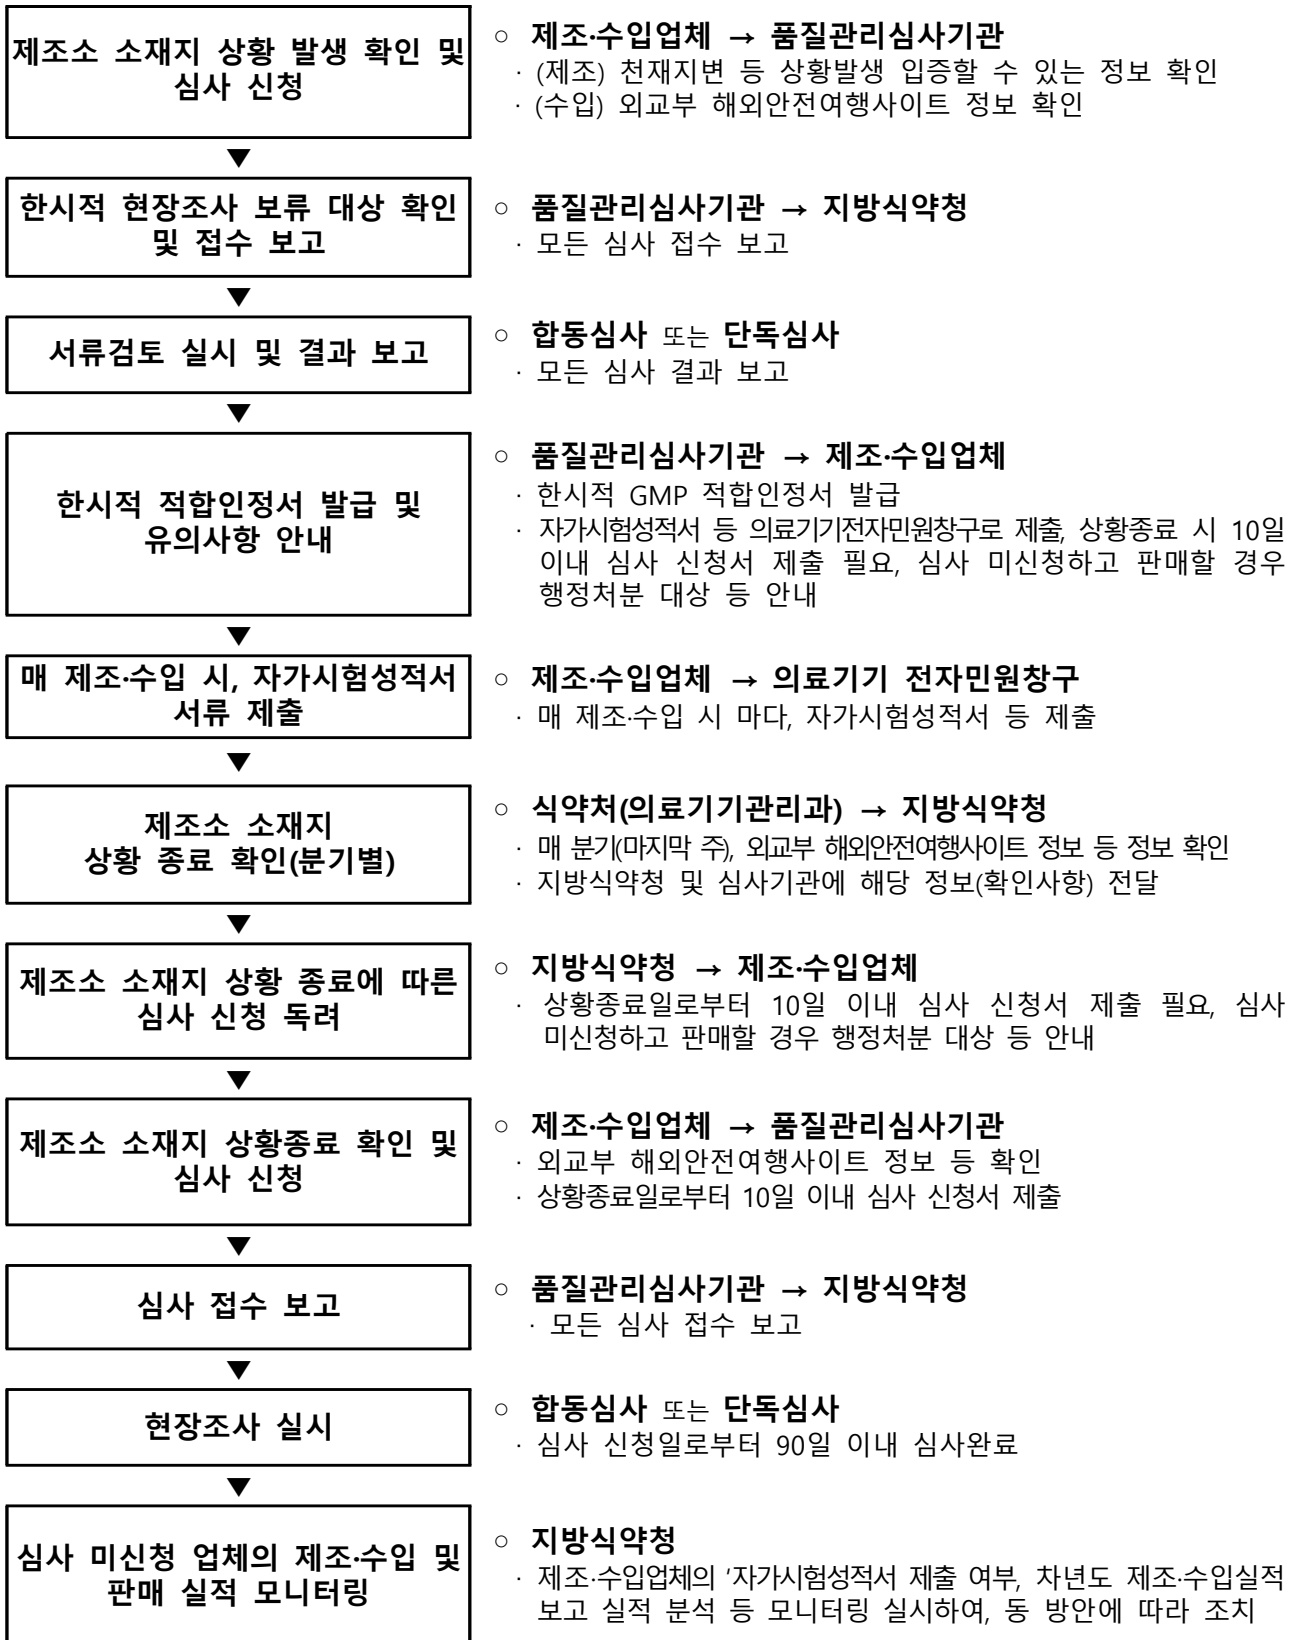 제조소 소재지 상황 발생 확인 및
심사 신청
○ 제조·수입업체 → 품질관리심사기관
· (제조) 천재지변 등 상황발생 입증할 수 있는 정보 확인
· (수입) 외교부 해외안전여행사이트 정보 확인
▼
한시적 현장조사 보류 대상 확인
및 접수 보고
○ 품질관리심사기관 → 지방식약청
· 모든 심사 접수 보고
▼
서류검토 실시 및 결과 보고
○ 합동심사 또는 단독심사
· 모든 심사 결과 보고
▼
한시적 적합인정서 발급 및
유의사항 안내
○ 품질관리심사기관 → 제조·수입업체
· 한시적 GMP 적합인정서 발급
· 자가시험성적서 등 의료기기전자민원창구로 제출, 상황종료 시 10일
이내 심사 신청서 제출 필요, 심사 미신청하고 판매할 경우
행정처분 대상 등 안내
▼
매 제조·수입 시, 자가시험성적서
서류 제출
○ 제조·수입업체 → 의료기기 전자민원창구
· 매 제조·수입 시 마다, 자가시험성적서 등 제출
▼
제조소 소재지
상황 종료 확인(분기별)
○ 식약처(의료기기관리과) → 지방식약청
· 매 분기(마지막 주), 외교부 해외안전여행사이트 정보 등 정보 확인
· 지방식약청 및 심사기관에 해당 정보(확인사항) 전달
▼
제조소 소재지 상황 종료에 따른
심사 신청 독려
○ 지방식약청 → 제조·수입업체
· 상황종료일로부터 10일 이내 심사 신청서 제출 필요, 심사
미신청하고 판매할 경우 행정처분 대상 등 안내
▼
제조소 소재지 상황종료 확인 및
심사 신청
○ 제조·수입업체 → 품질관리심사기관
· 외교부 해외안전여행사이트 정보 등 확인
· 상황종료일로부터 10일 이내 심사 신청서 제출
▼
심사 접수 보고
○ 품질관리심사기관 → 지방식약청
· 모든 심사 접수 보고
▼
현장조사 실시
○ 합동심사 또는 단독심사
· 심사 신청일로부터 90일 이내 심사완료
▼
심사 미신청 업체의 제조·수입 및
판매 실적 모니터링
○ 지방식약청
· 제조·수입업체의 '자가시험성적서 제출 여부, 차년도 제조·수입실적
보고 실적 분석 등 모니터링 실시하여, 동 방안에 따라 조치